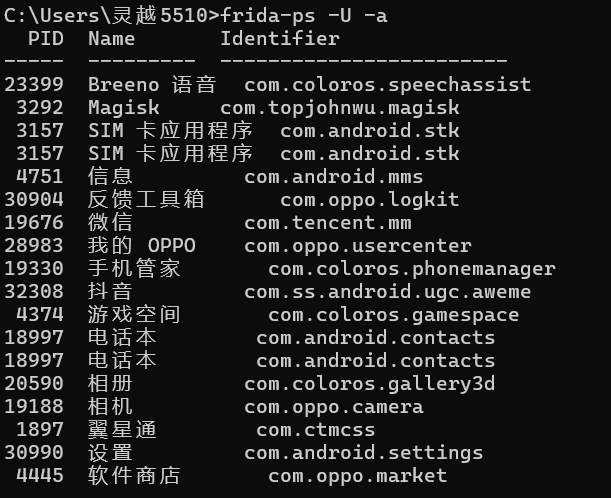 C:\Users\灵越5510>frida-ps -U -a
  PID  Name       Identifier
-----  ---------  ------------------------
23399  Breeno 语音  com.coloros.speechassist
 3292  Magisk     com.topjohnwu.magisk
 3157  SIM 卡应用程序  com.android.stk
 3157  SIM 卡应用程序  com.android.stk
 4751  信息         com.android.mms
30904  反馈工具箱      com.oppo.logkit
19676  微信         com.tencent.mm
28983  我的 OPPO    com.oppo.usercenter
19330  手机管家       com.coloros.phonemanager
32308  抖音         com.ss.android.ugc.aweme
 4374  游戏空间       com.coloros.gamespace
18997  电话本        com.android.contacts
18997  电话本        com.android.contacts
20590  相册         com.coloros.gallery3d
19188  相机         com.oppo.camera
 1897  翼星通        com.ctmcss
30990  设置         com.android.settings
 4445  软件商店       com.oppo.market